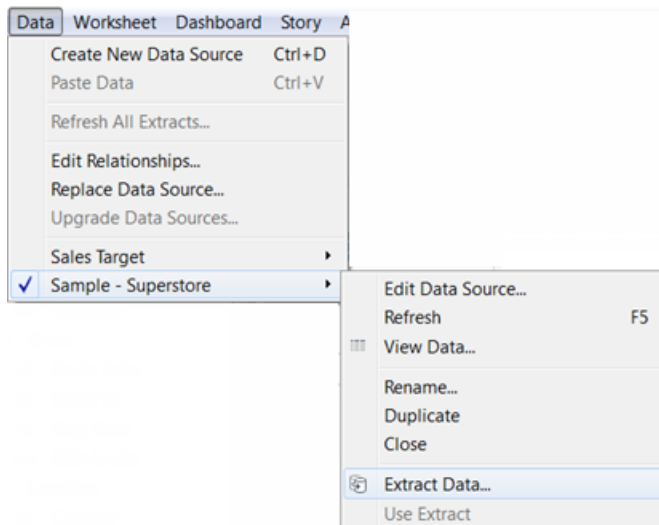 Data Worksheet Dashboard Story A
Create New Data Source Ctrl+D
Paste Data Ctrl+V
Refresh All Extracts...
Edit Relationships...
Replace Data Source...
Upgrade Data Sources...
Sales Target
Sample - Superstore
Edit Data Source...
Refresh F5
View Data...
Rename...
Duplicate
Close
Extract Data...
Use Extract